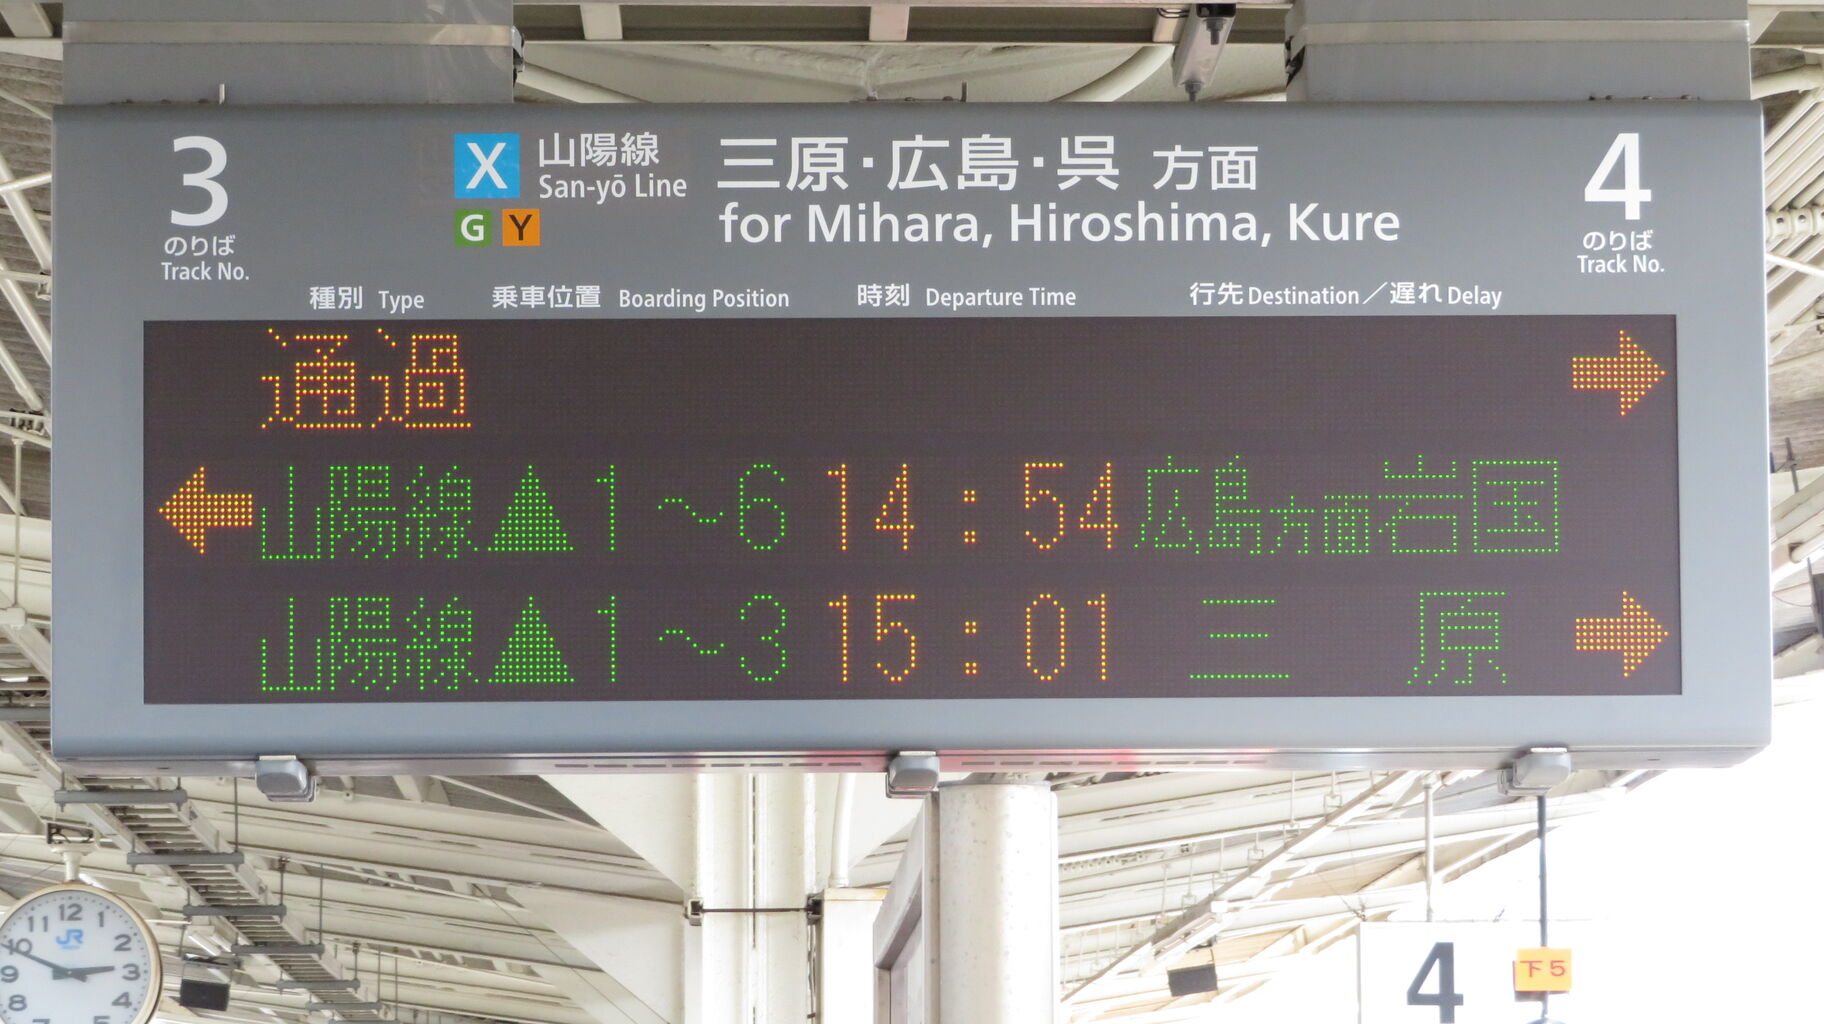 3
のりば
Track No.
X 山陽線
San-yō Line
G Y
三原・広島・呉 方面
for Mihara, Hiroshima, Kure
4
のりば
Track No.
種別 Type 乗車位置 Boarding Position 時刻 Departure Time 行先 Destination／遅れ Delay
通過
山陽線▲1～6 14:54 広島方面岩国
山陽線▲1～3 15:01 三原
12
11 1
JR
10 2
9 3
8 4
7 5
4
下5